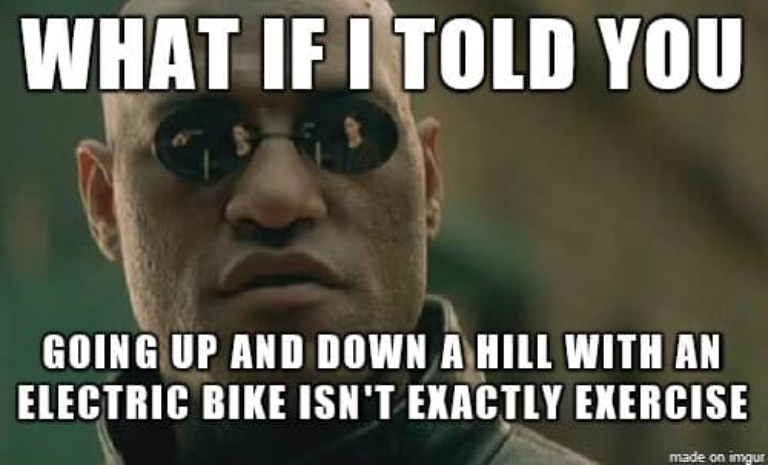 WHAT IF I TOLD YOU
GOING UP AND DOWN A HILL WITH AN
ELECTRIC BIKE ISN'T EXACTLY EXERCISE
made on imgur